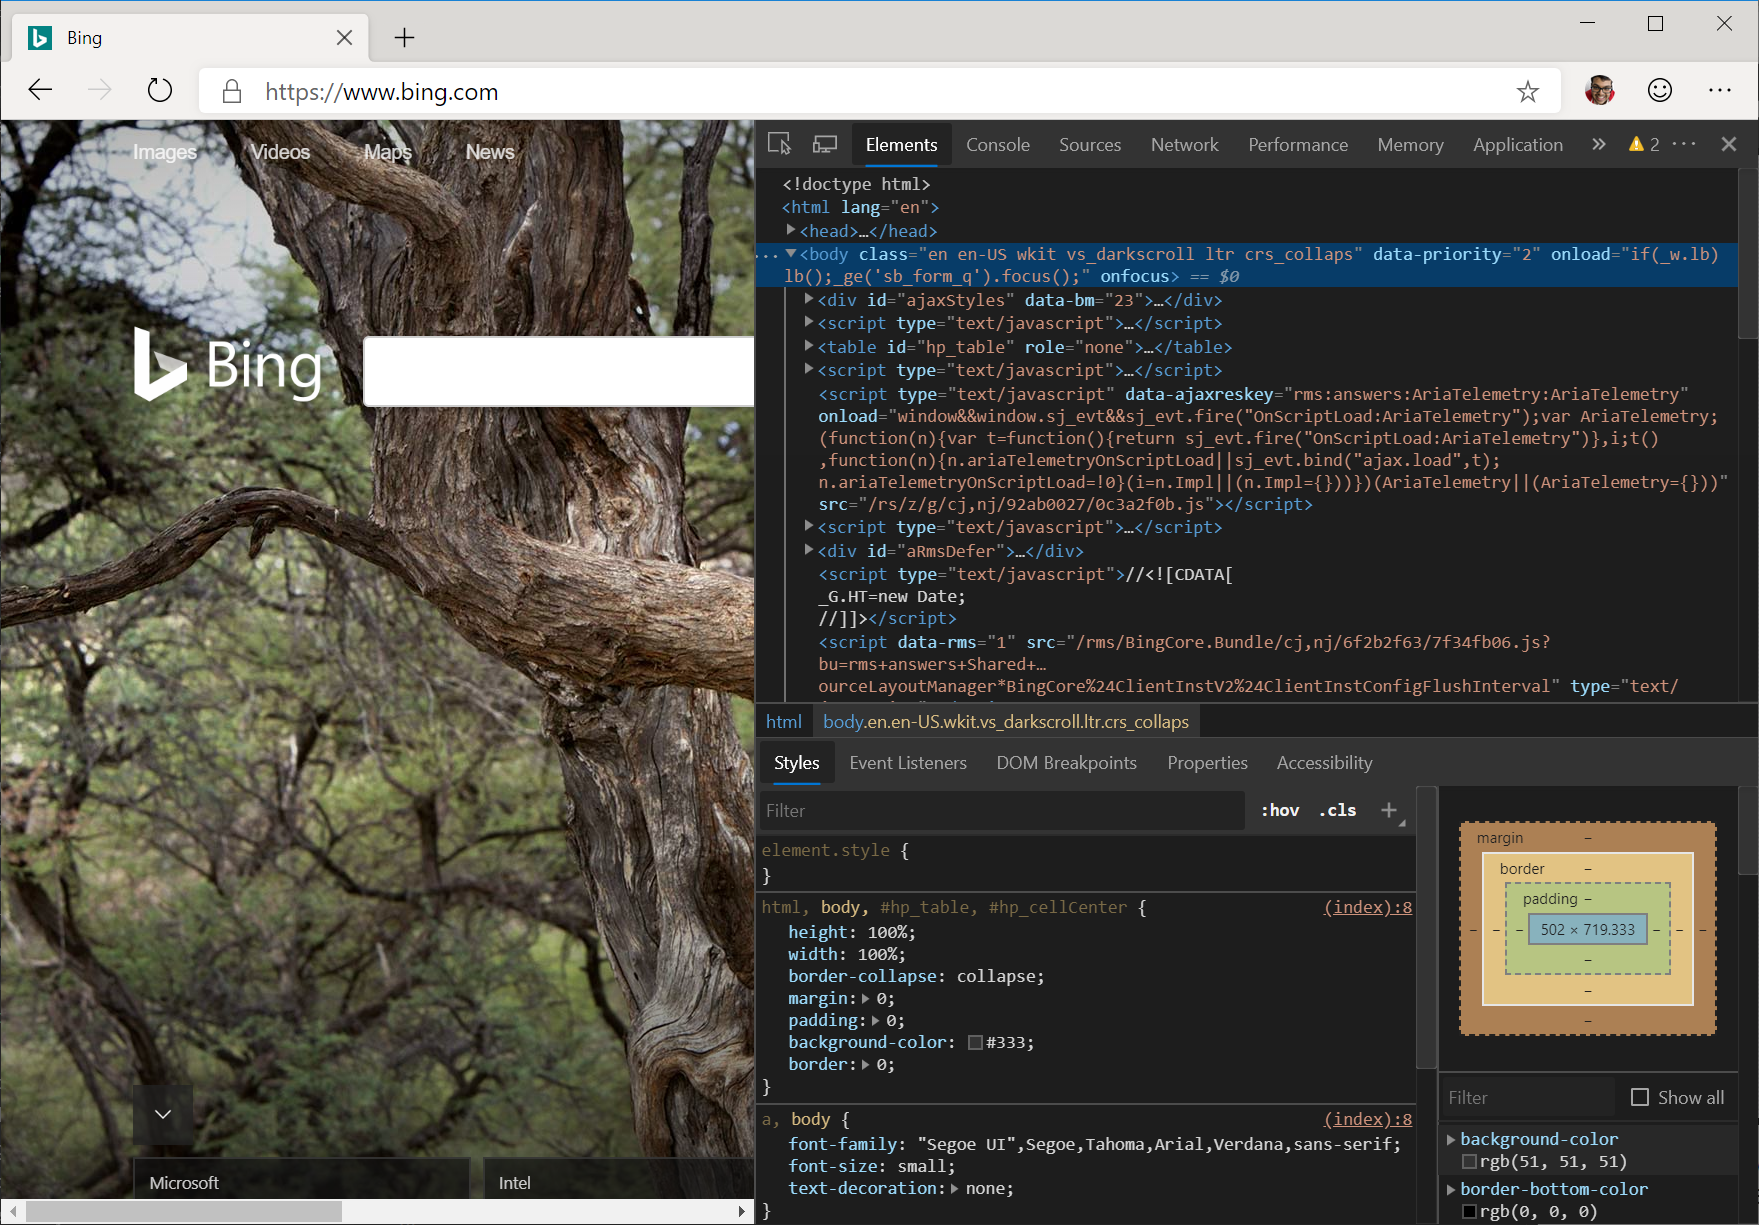 Bing
https://www.bing.com
Images Videos Maps News
Bing
Microsoft
Intel
Elements Console Sources Network Performance Memory Application » 2
<!doctype html>
<html lang="en">
<head>…</head>
<body class="en en-US wkit vs_darkscroll ltr crs_collaps" data-priority="2" onload="if(_w.lb)
lb();_ge('sb_form_q').focus();" onfocus> == $0
<div id="ajaxStyles" data-bm="23">…</div>
<script type="text/javascript">…</script>
<table id="hp_table" role="none">…</table>
<script type="text/javascript">…</script>
<script type="text/javascript" data-ajaxreskey="rms:answers:AriaTelemetry:AriaTelemetry"
onload="window&&window.sj_evt&&sj_evt.fire("OnScriptLoad:AriaTelemetry");var AriaTelemetry;
(function(n){var t=function(){return sj_evt.fire("OnScriptLoad:AriaTelemetry")},i;t()
,function(n){n.ariaTelemetryOnScriptLoad||sj_evt.bind("ajax.load",t);
n.ariaTelemetryOnScriptLoad=!0}(i=n.Impl||(n.Impl={}))})(AriaTelemetry||(AriaTelemetry={}))"
src="/rs/z/g/cj,nj/92ab0027/0c3a2f0b.js"></script>
<script type="text/javascript">…</script>
<div id="aRmsDefer">…</div>
<script type="text/javascript">//<![CDATA[
_G.HT=new Date;
//]]></script>
<script data-rms="1" src="/rms/BingCore.Bundle/cj,nj/6f2b2f63/7f34fb06.js?
bu=rms+answers+Shared+…
ourceLayoutManager*BingCore%24ClientInstV2%24ClientInstConfigFlushInterval" type="text/
html body.en.en-US.wkit.vs_darkscroll.ltr.crs_collaps
Styles Event Listeners DOM Breakpoints Properties Accessibility
Filter :hov .cls +
element.style {
}
html, body, #hp_table, #hp_cellCenter { (index):8
height: 100%;
width: 100%;
border-collapse: collapse;
margin: 0;
padding: 0;
background-color: #333;
border: 0;
}
a, body { (index):8
font-family: "Segoe UI",Segoe,Tahoma,Arial,Verdana,sans-serif;
font-size: small;
text-decoration: none;
}
margin –
border –
padding –
– – – 502 × 719.333 – – –
–
–
–
Filter Show all
background-color
rgb(51, 51, 51)
border-bottom-color
rgb(0, 0, 0)